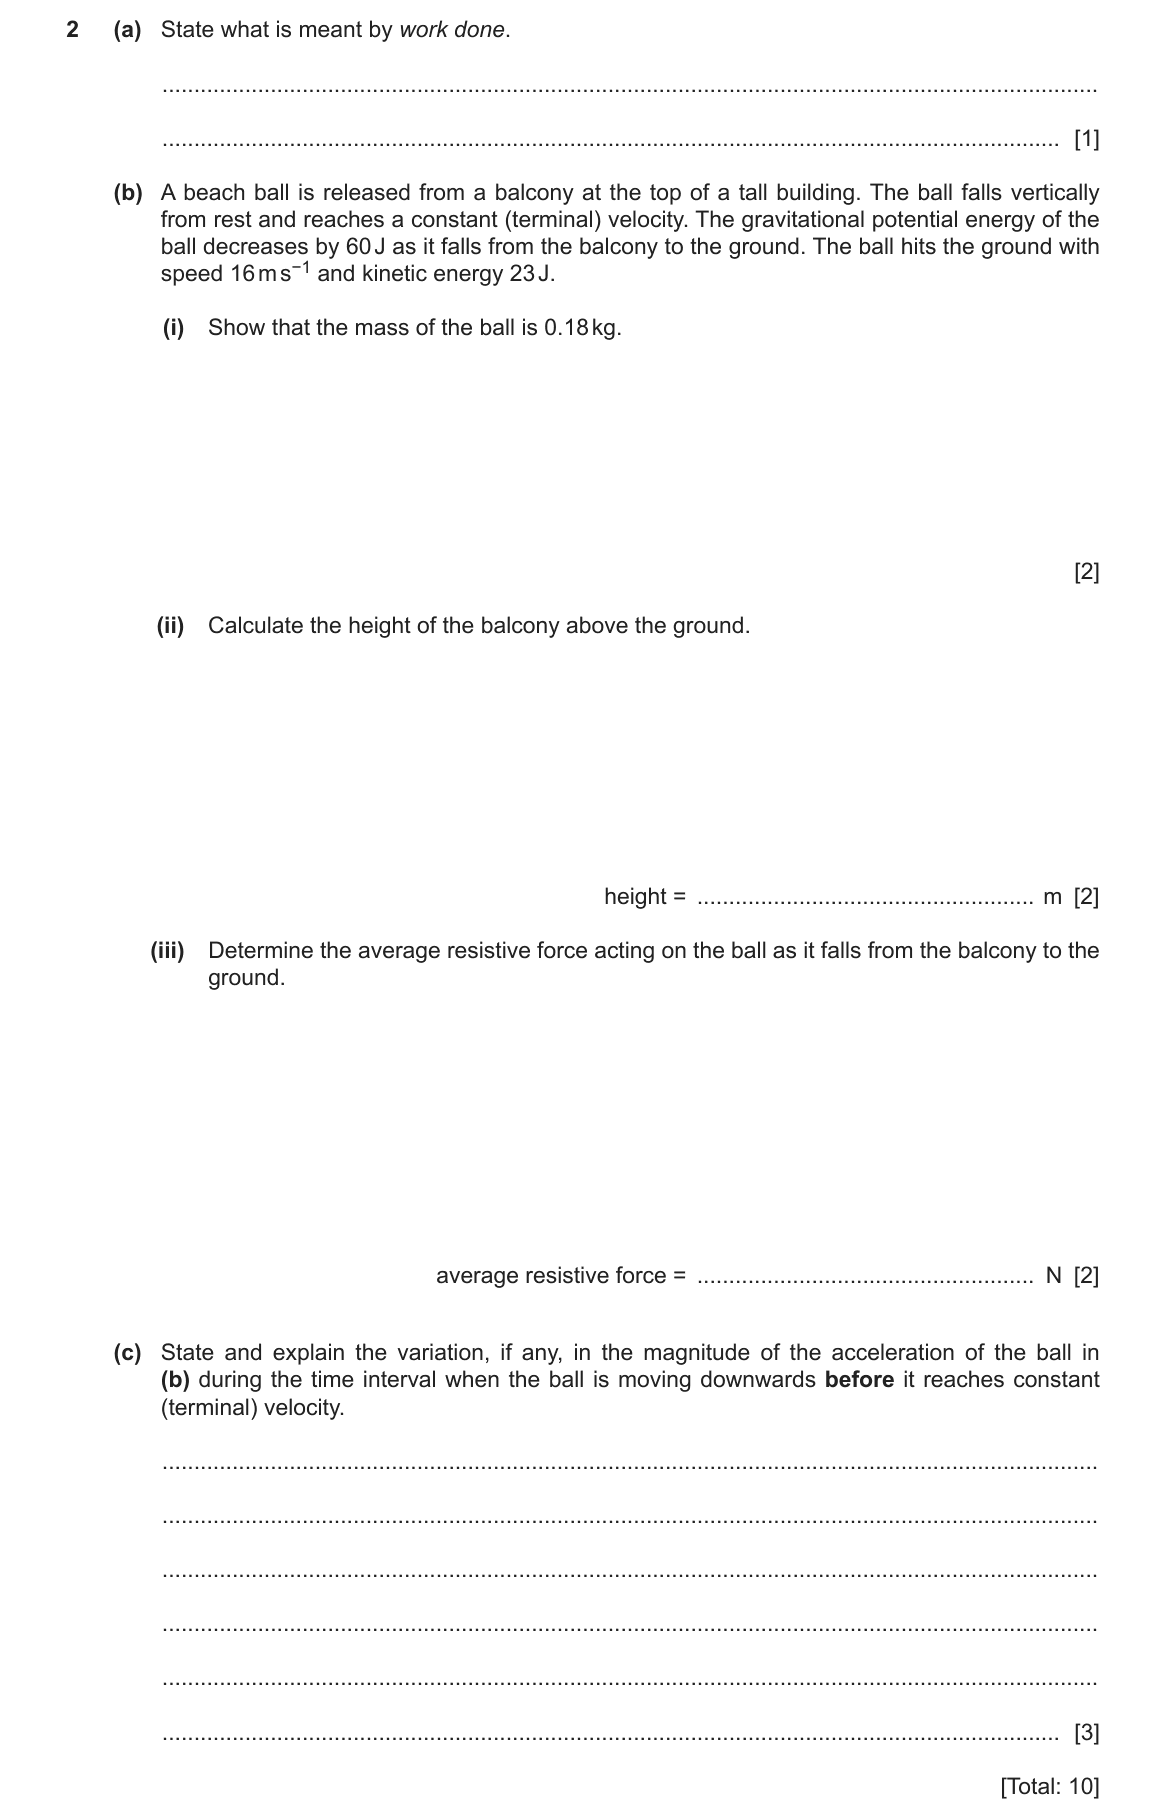 2 (a) State what is meant by work done.
..........................................................................................................................................
.................................................................................................................................... [1]
(b) A beach ball is released from a balcony at the top of a tall building. The ball falls vertically
from rest and reaches a constant (terminal) velocity. The gravitational potential energy of the
ball decreases by 60 J as it falls from the balcony to the ground. The ball hits the ground with
speed 16 m s⁻¹ and kinetic energy 23 J.
(i) Show that the mass of the ball is 0.18 kg.
[2]
(ii) Calculate the height of the balcony above the ground.
height = ..................................................... m [2]
(iii) Determine the average resistive force acting on the ball as it falls from the balcony to the
ground.
average resistive force = ..................................................... N [2]
(c) State and explain the variation, if any, in the magnitude of the acceleration of the ball in
(b) during the time interval when the ball is moving downwards before it reaches constant
(terminal) velocity.
..........................................................................................................................................
..........................................................................................................................................
..........................................................................................................................................
..........................................................................................................................................
..........................................................................................................................................
.................................................................................................................................... [3]
[Total: 10]